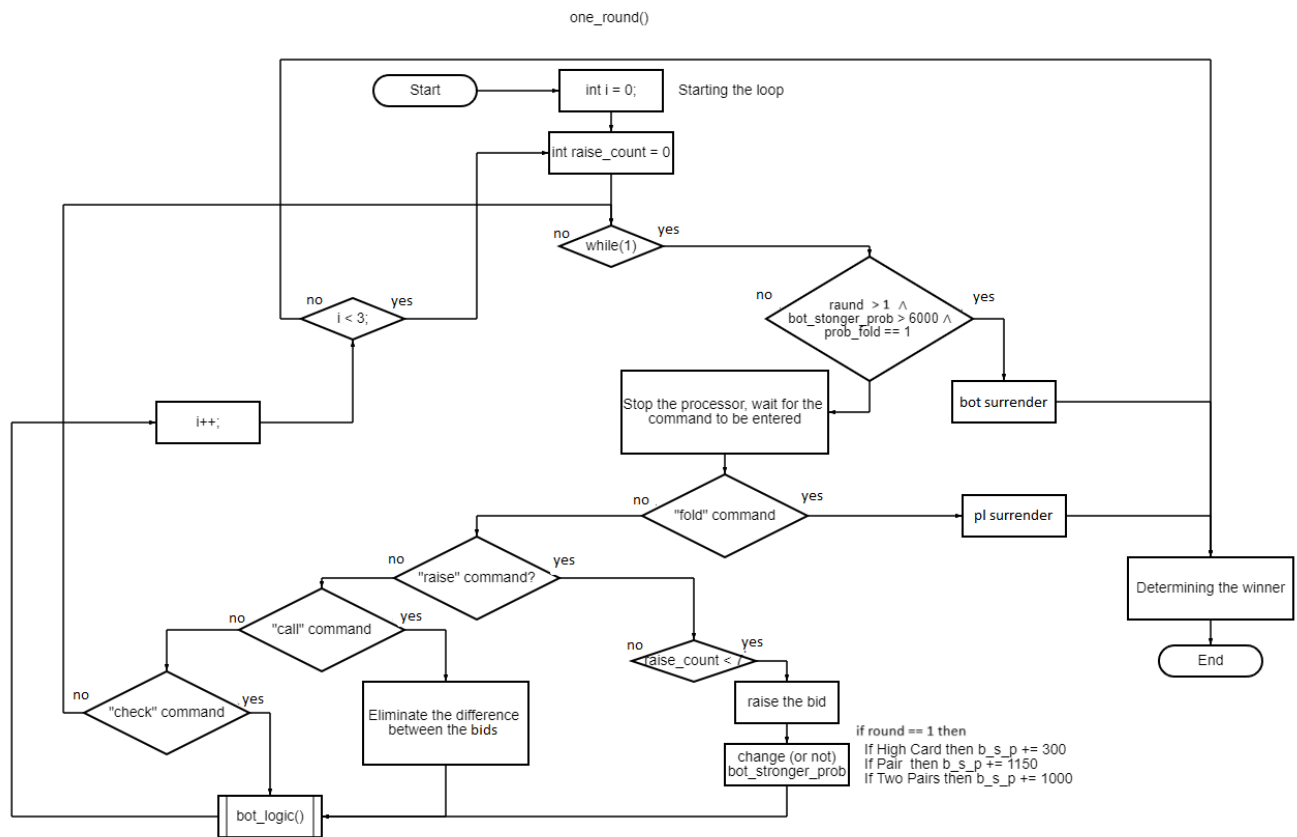 one_round()
Start
int i = 0;
Starting the loop
int raise_count = 0
no
while(1)
yes
no
raund > 1 ∧
bot_stonger_prob > 6000 ∧
prob_fold == 1
yes
no
i < 3;
yes
Stop the processor, wait for the
command to be entered
bot surrender
i++;
no
"fold" command
yes
pl surrender
no
"raise" command?
yes
Determining the winner
no
"call" command
yes
no
raise_count < 7
yes
End
no
"check" command
yes
Eliminate the difference
between the bids
raise the bid
change (or not)
bot_stronger_prob
if round == 1 then
If High Card then b_s_p += 300
If Pair then b_s_p += 1150
If Two Pairs then b_s_p += 1000
bot_logic()